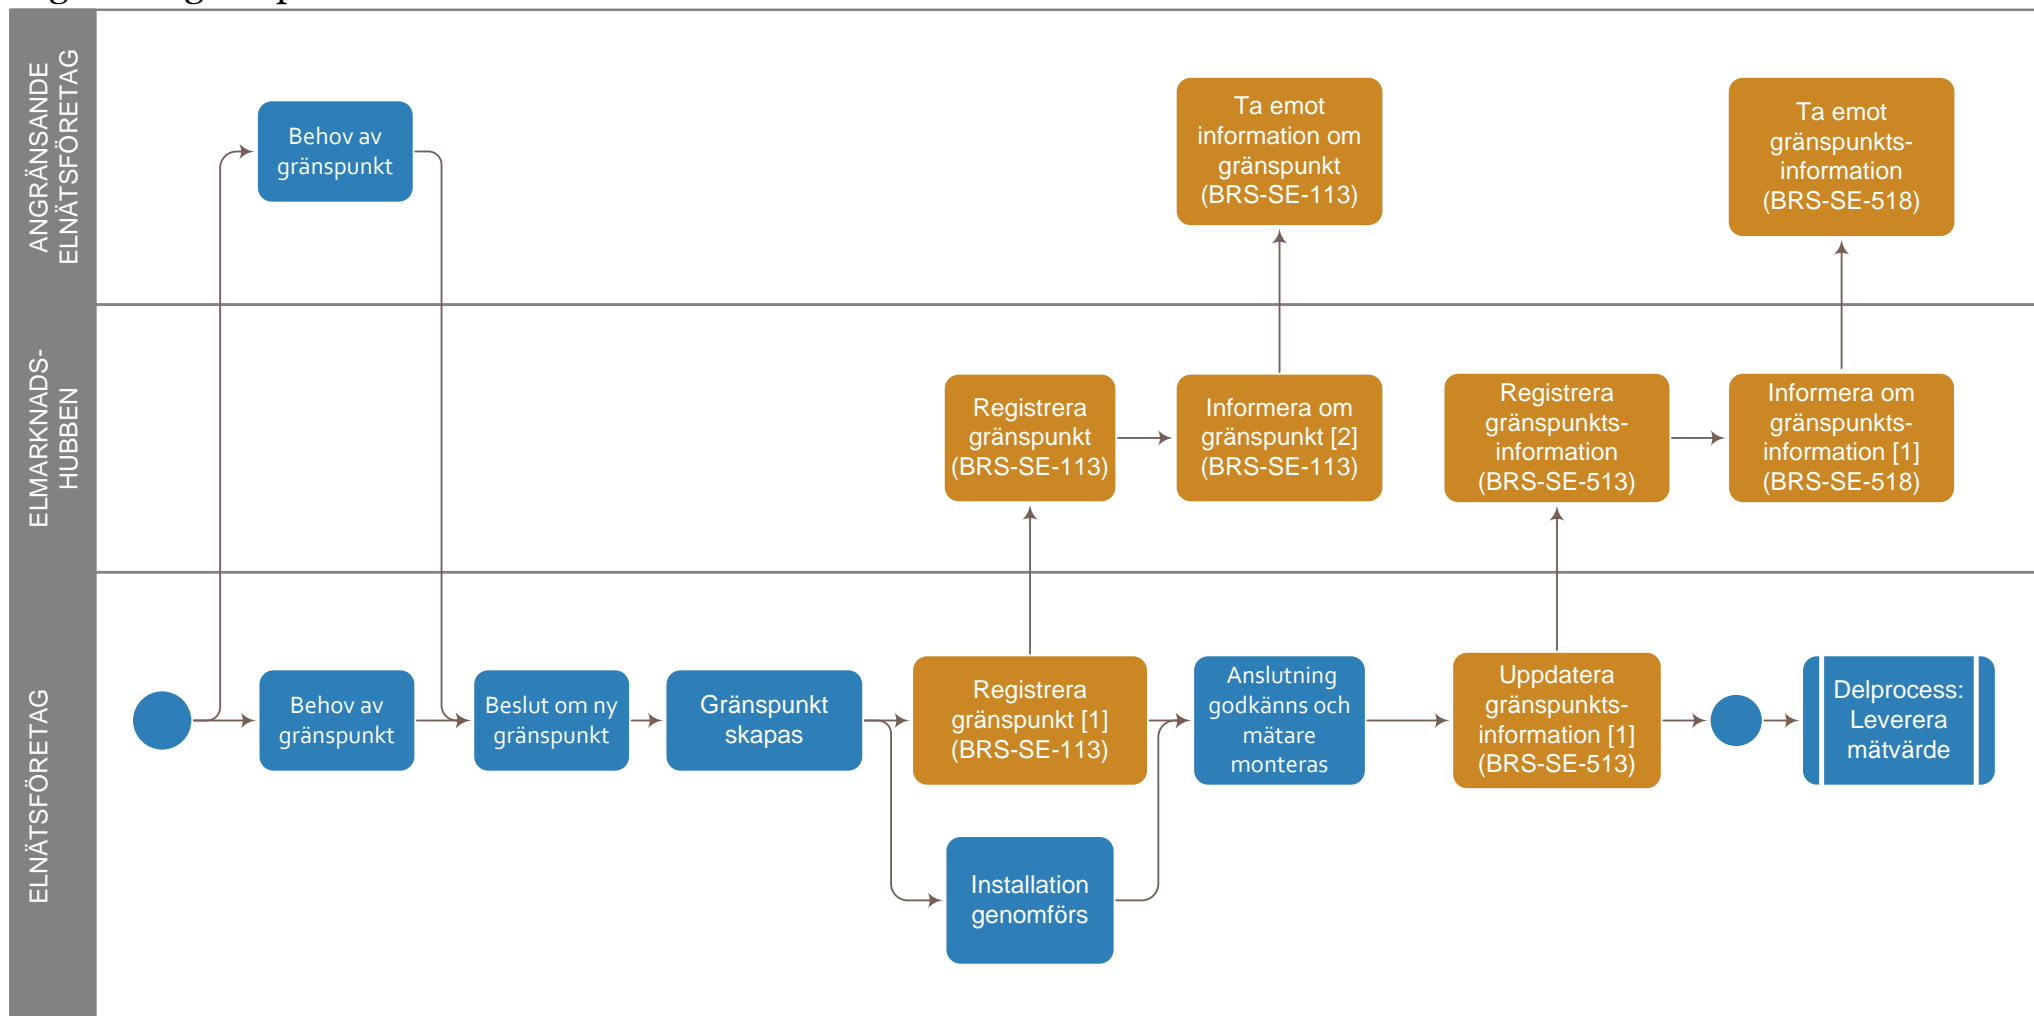 ANGRÄNSANDE
ELNÄTSFÖRETAG
Behov av
gränspunkt
Ta emot
information om
gränspunkt
(BRS-SE-113)
Ta emot
gränspunkts-
information
(BRS-SE-518)
ELMARKNADS-
HUBBEN
Registrera
gränspunkt
(BRS-SE-113)
Informera om
gränspunkt [2]
(BRS-SE-113)
Registrera
gränspunkts-
information
(BRS-SE-513)
Informera om
gränspunkts-
information [1]
(BRS-SE-518)
ELNÄTSFÖRETAG
Behov av
gränspunkt
Beslut om ny
gränspunkt
Gränspunkt
skapas
Registrera
gränspunkt [1]
(BRS-SE-113)
Anslutning
godkänns och
mätare
monteras
Uppdatera
gränspunkts-
information [1]
(BRS-SE-513)
Delprocess:
Leverera
mätvärde
Installation
genomförs